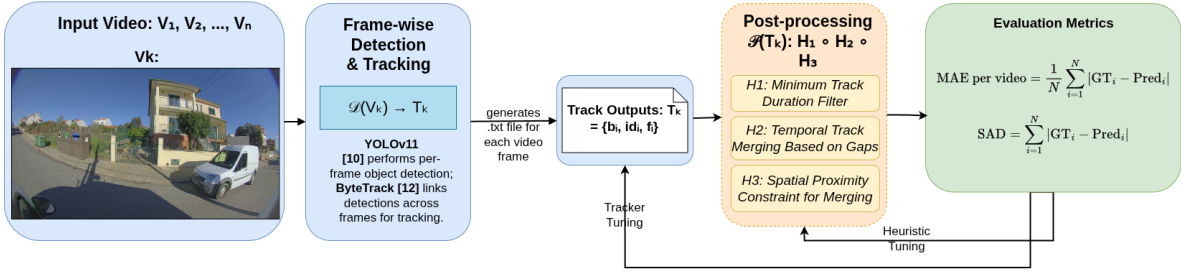 Input Video: V₁, V₂, ..., Vₙ
Vk:
Frame-wise
Detection
& Tracking
𝒟(Vₖ) → Tₖ
YOLOv11
[10] performs per-
frame object detection;
ByteTrack [12] links
detections across
frames for tracking.
generates
.txt file for
each video
frame
Track Outputs: Tₖ
= {bᵢ, idᵢ, fᵢ}
Tracker
Tuning
Post-processing
𝒫(Tₖ): H₁ ∘ H₂ ∘
H₃
H1: Minimum Track
Duration Filter
H2: Temporal Track
Merging Based on Gaps
H3: Spatial Proximity
Constraint for Merging
Heuristic
Tuning
Evaluation Metrics
MAE per video = 1/N ∑ᵢ₌₁ᴺ |GTᵢ − Predᵢ|
SAD = ∑ᵢ₌₁ᴺ |GTᵢ − Predᵢ|